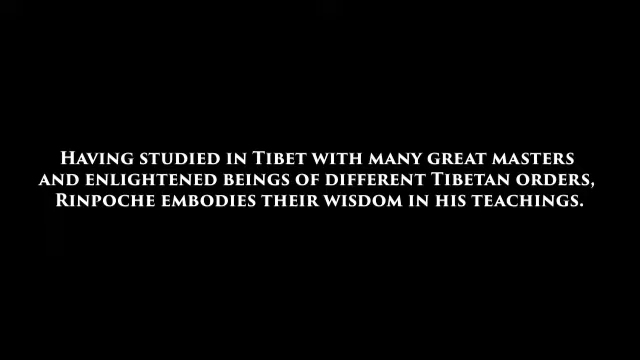 Having studied in Tibet with many great masters
and enlightened beings of different Tibetan orders,
Rinpoche embodies their wisdom in his teachings.